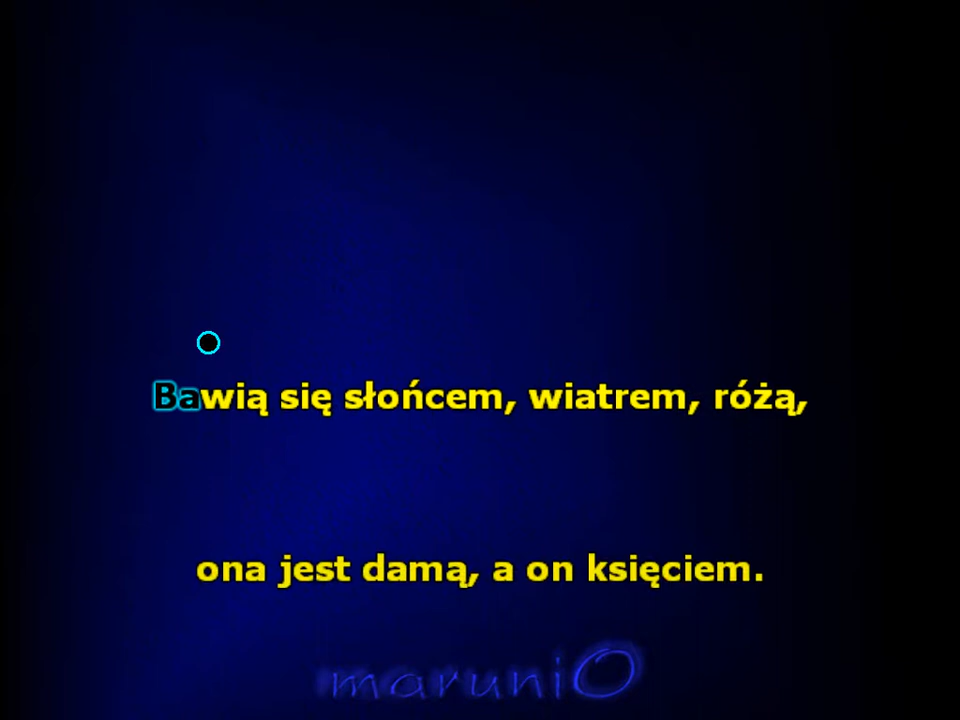 Bawią się słońcem, wiatrem, różą,
ona jest damą, a on księciem.
maruniO